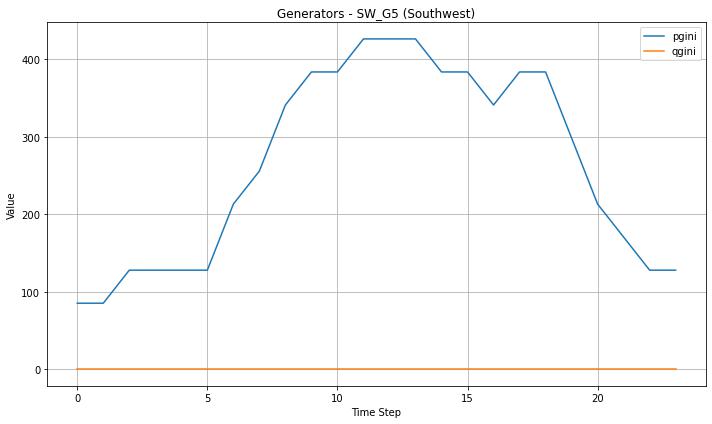 Generators - SW_G5 (Southwest)
pgini
qgini
Value
400
300
200
100
0
0 5 10 15 20
Time Step